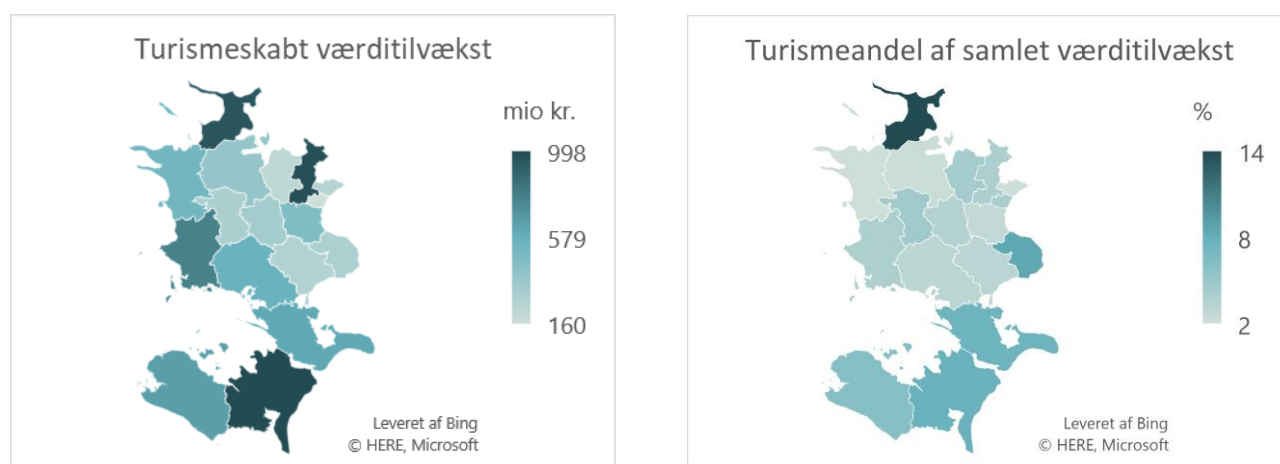 Turismeskabt værditilvækst
mio kr.
998
579
160
Leveret af Bing
© HERE, Microsoft
Turismeandel af samlet værditilvækst
%
14
8
2
Leveret af Bing
© HERE, Microsoft